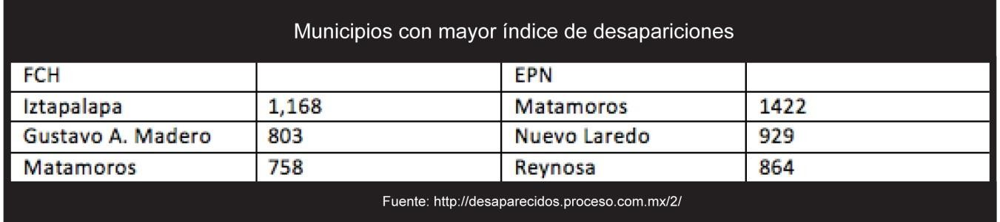 Municipios con mayor índice de desapariciones
FCH EPN
Iztapalapa 1,168 Matamoros 1422
Gustavo A. Madero 803 Nuevo Laredo 929
Matamoros 758 Reynosa 864
Fuente: http://desaparecidos.proceso.com.mx/2/